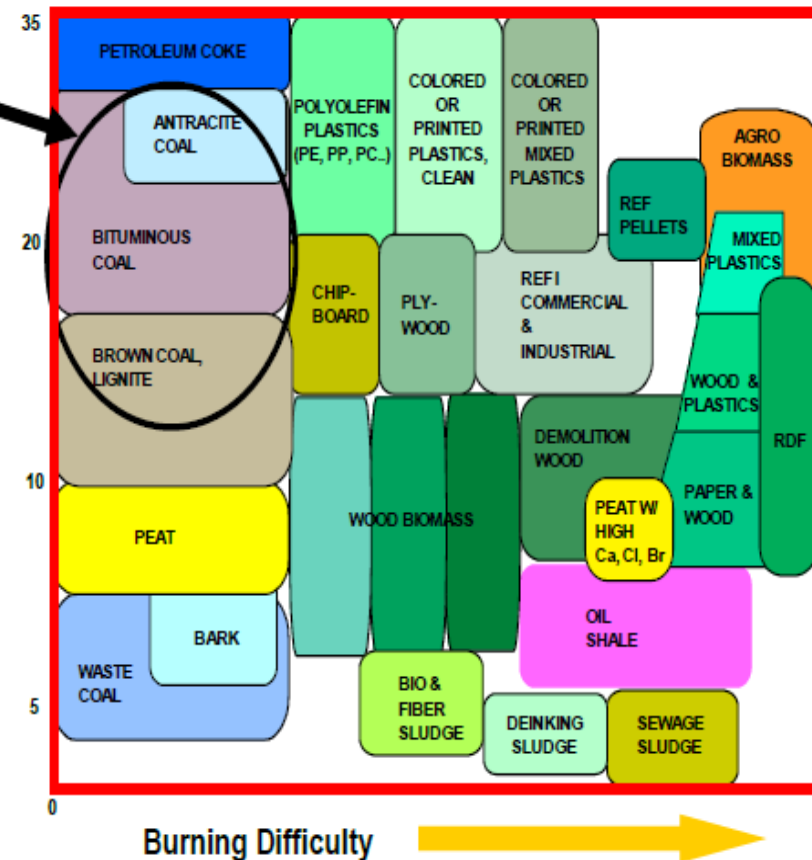 35
PETROLEUM COKE
ANTRACITE
COAL
POLYOLEFIN
PLASTICS
(PE, PP, PC..)
COLORED
OR
PRINTED
PLASTICS,
CLEAN
COLORED
OR
PRINTED
MIXED
PLASTICS
AGRO
BIOMASS
REF
PELLETS
20
BITUMINOUS
COAL
MIXED
PLASTICS
CHIP-
BOARD
PLY-
WOOD
REF I
COMMERCIAL
&
INDUSTRIAL
BROWN COAL,
LIGNITE
WOOD &
PLASTICS
RDF
DEMOLITION
WOOD
10
PEAT
WOOD BIOMASS
PEAT W/
HIGH
Ca, Cl, Br
PAPER &
WOOD
BARK
WASTE
COAL
OIL
SHALE
5
BIO &
FIBER
SLUDGE
DEINKING
SLUDGE
SEWAGE
SLUDGE
0
Burning Difficulty